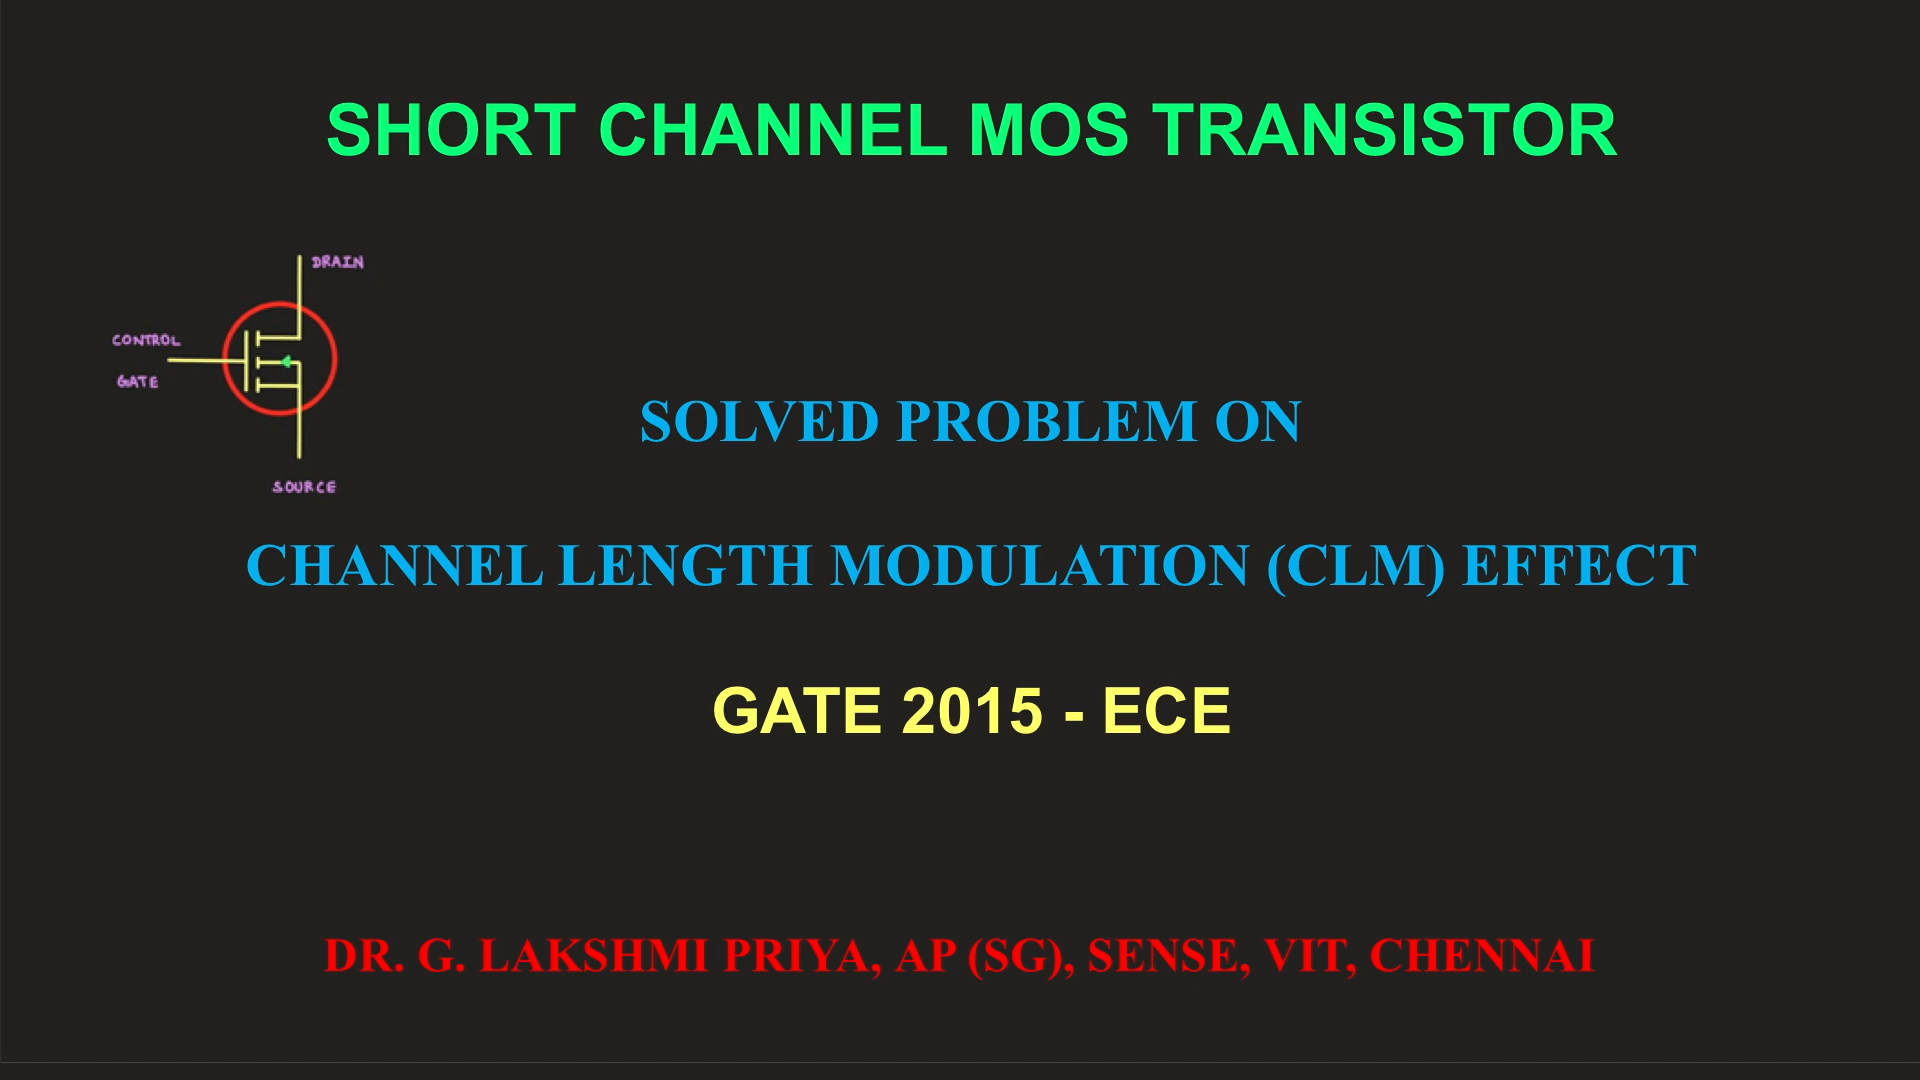 SHORT CHANNEL MOS TRANSISTOR
DRAIN
CONTROL
GATE
SOURCE
SOLVED PROBLEM ON
CHANNEL LENGTH MODULATION (CLM) EFFECT
GATE 2015 - ECE
DR. G. LAKSHMI PRIYA, AP (SG), SENSE, VIT, CHENNAI